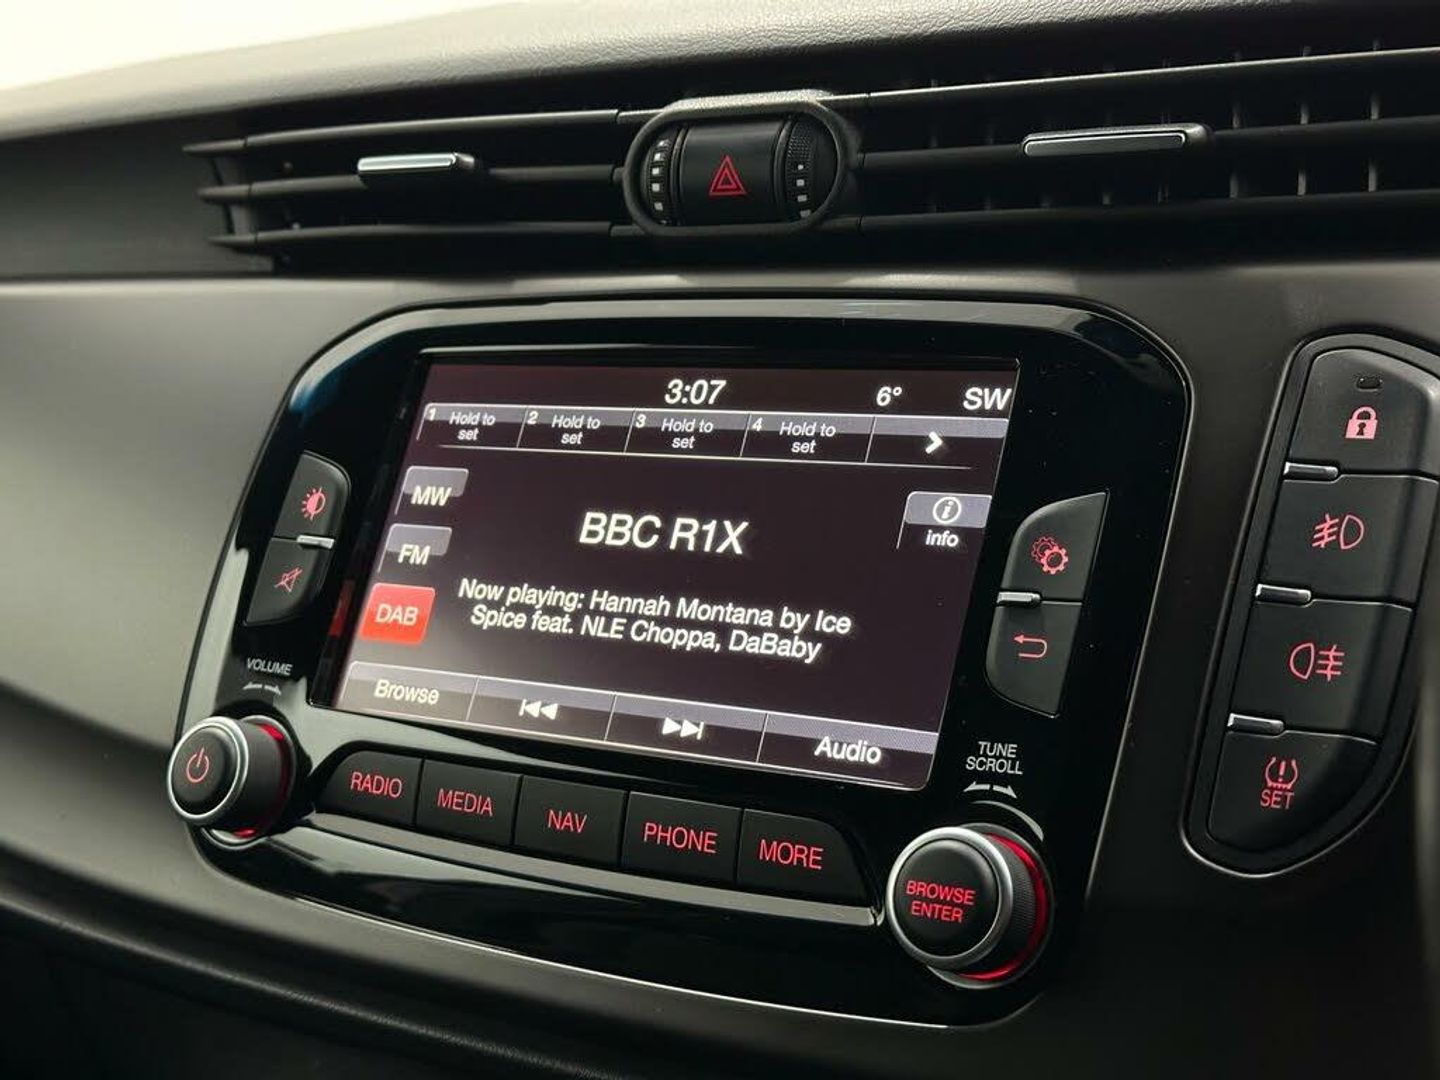 3:07 6° SW
1 Hold to set 2 Hold to set 3 Hold to set 4 Hold to set
MW
BBC R1X
i
info
FM
Now playing: Hannah Montana by Ice
Spice feat. NLE Choppa, DaBaby
DAB
Browse
Audio
VOLUME
TUNE
SCROLL
RADIO MEDIA NAV PHONE MORE
BROWSE
ENTER
SET